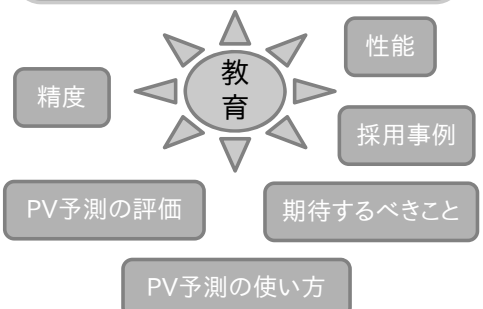 性能
教
育
精度
採用事例
PV予測の評価
期待するべきこと
PV予測の使い方